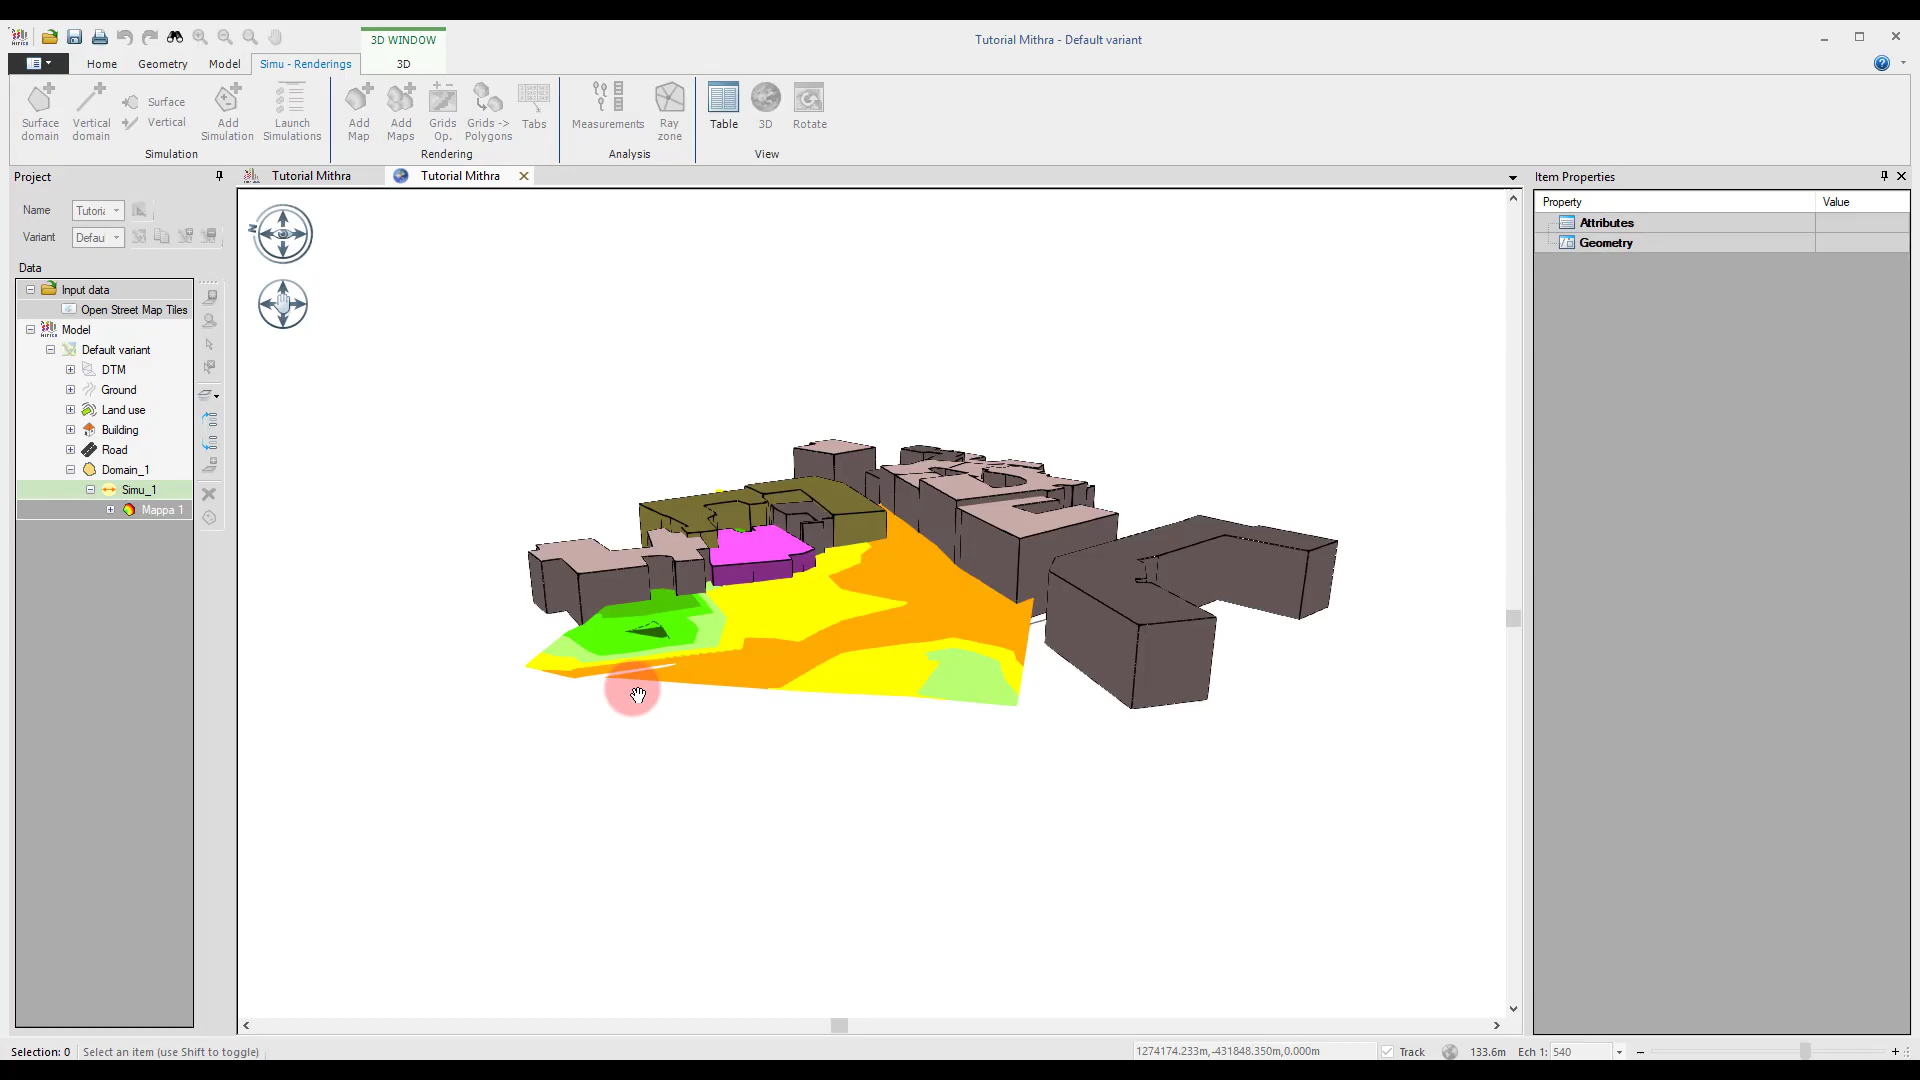 3D WINDOW
Tutorial Mithra - Default variant
Home
Geometry
Model
Simu - Renderings
3D
Surface domain
Vertical domain
Surface
Vertical
Add Simulation
Launch Simulations
Add Map
Add Maps
Grids Op.
Grids -> Polygons
Tabs
Measurements
Ray zone
Table
3D
Rotate
Simulation
Rendering
Analysis
View
Project
Tutorial Mithra
Tutorial Mithra
Item Properties
Name
Tutoria
Variant
Defaul
Property
Value
Attributes
Geometry
Data
Input data
Open Street Map Tiles
Model
Default variant
DTM
Ground
Land use
Building
Road
Domain_1
Simu_1
Mappa 1
N
Selection: 0
Select an item (use Shift to toggle)
1274174.233m,-431848.350m,0.000m
Track
133.6m
Ech 1:
540